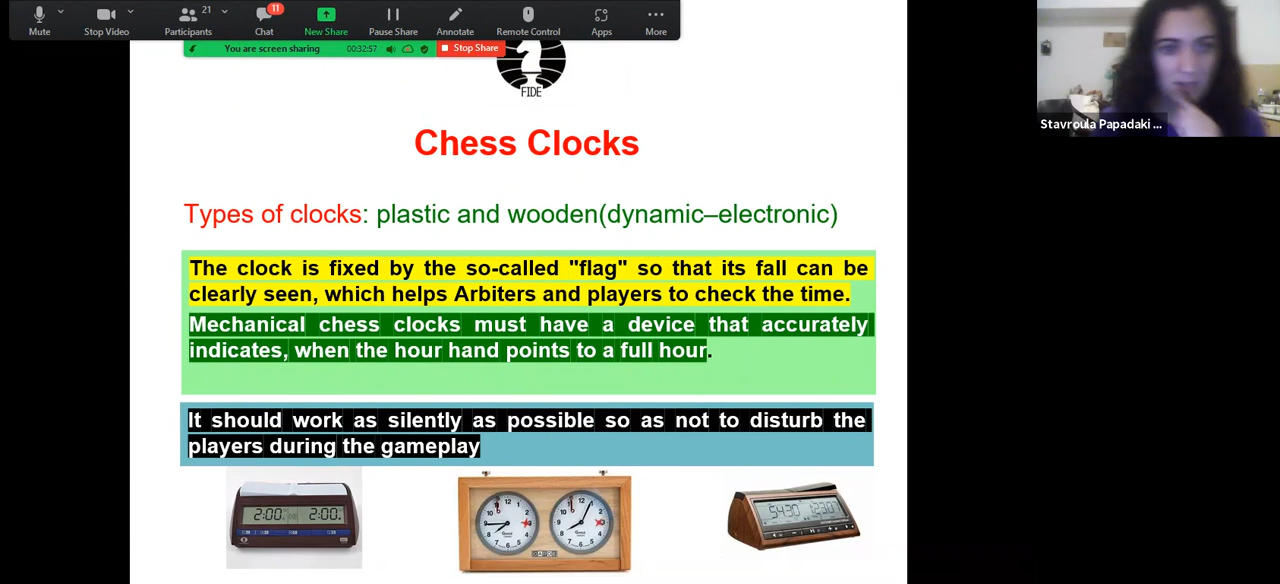 21
11
Mute
Stop Video
Participants
Chat
New Share
Pause Share
Annotate
Remote Control
Apps
More
You are screen sharing
00:32:57
Stop Share
Stavroula Papadaki ...
FIDE
Chess Clocks
Types of clocks: plastic and wooden(dynamic–electronic)
The clock is fixed by the so-called "flag" so that its fall can be
clearly seen, which helps Arbiters and players to check the time.
Mechanical chess clocks must have a device that accurately
indicates, when the hour hand points to a full hour.
It should work as silently as possible so as not to disturb the
players during the gameplay
2:00 2:00